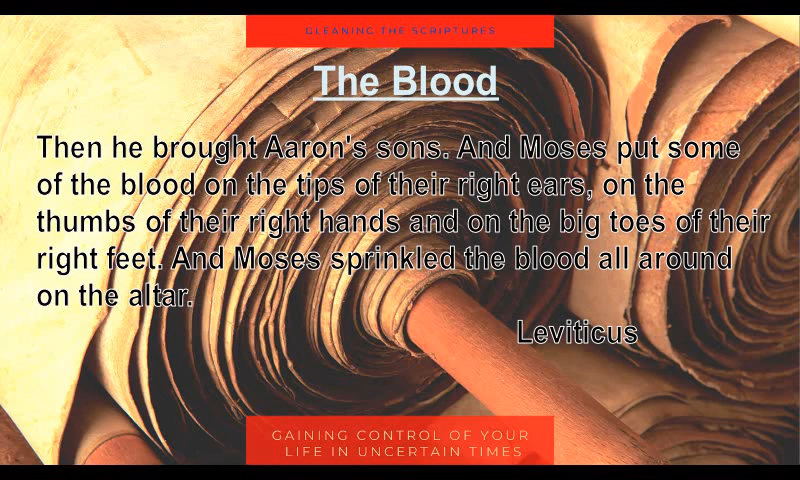 GLEANING THE SCRIPTURES
The Blood
Then he brought Aaron's sons. And Moses put some
of the blood on the tips of their right ears, on the
thumbs of their right hands and on the big toes of their
right feet. And Moses sprinkled the blood all around
on the altar.
Leviticus
GAINING CONTROL OF YOUR
LIFE IN UNCERTAIN TIMES